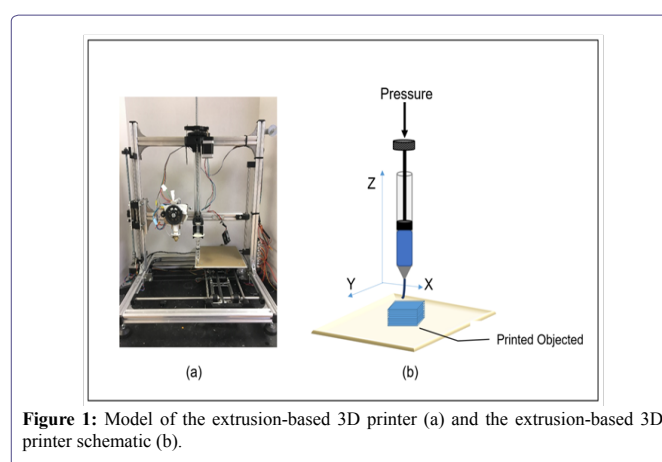 Pressure
Z
Y
X
Printed Objected
(a)
(b)
Figure 1: Model of the extrusion-based 3D printer (a) and the extrusion-based 3D
printer schematic (b).